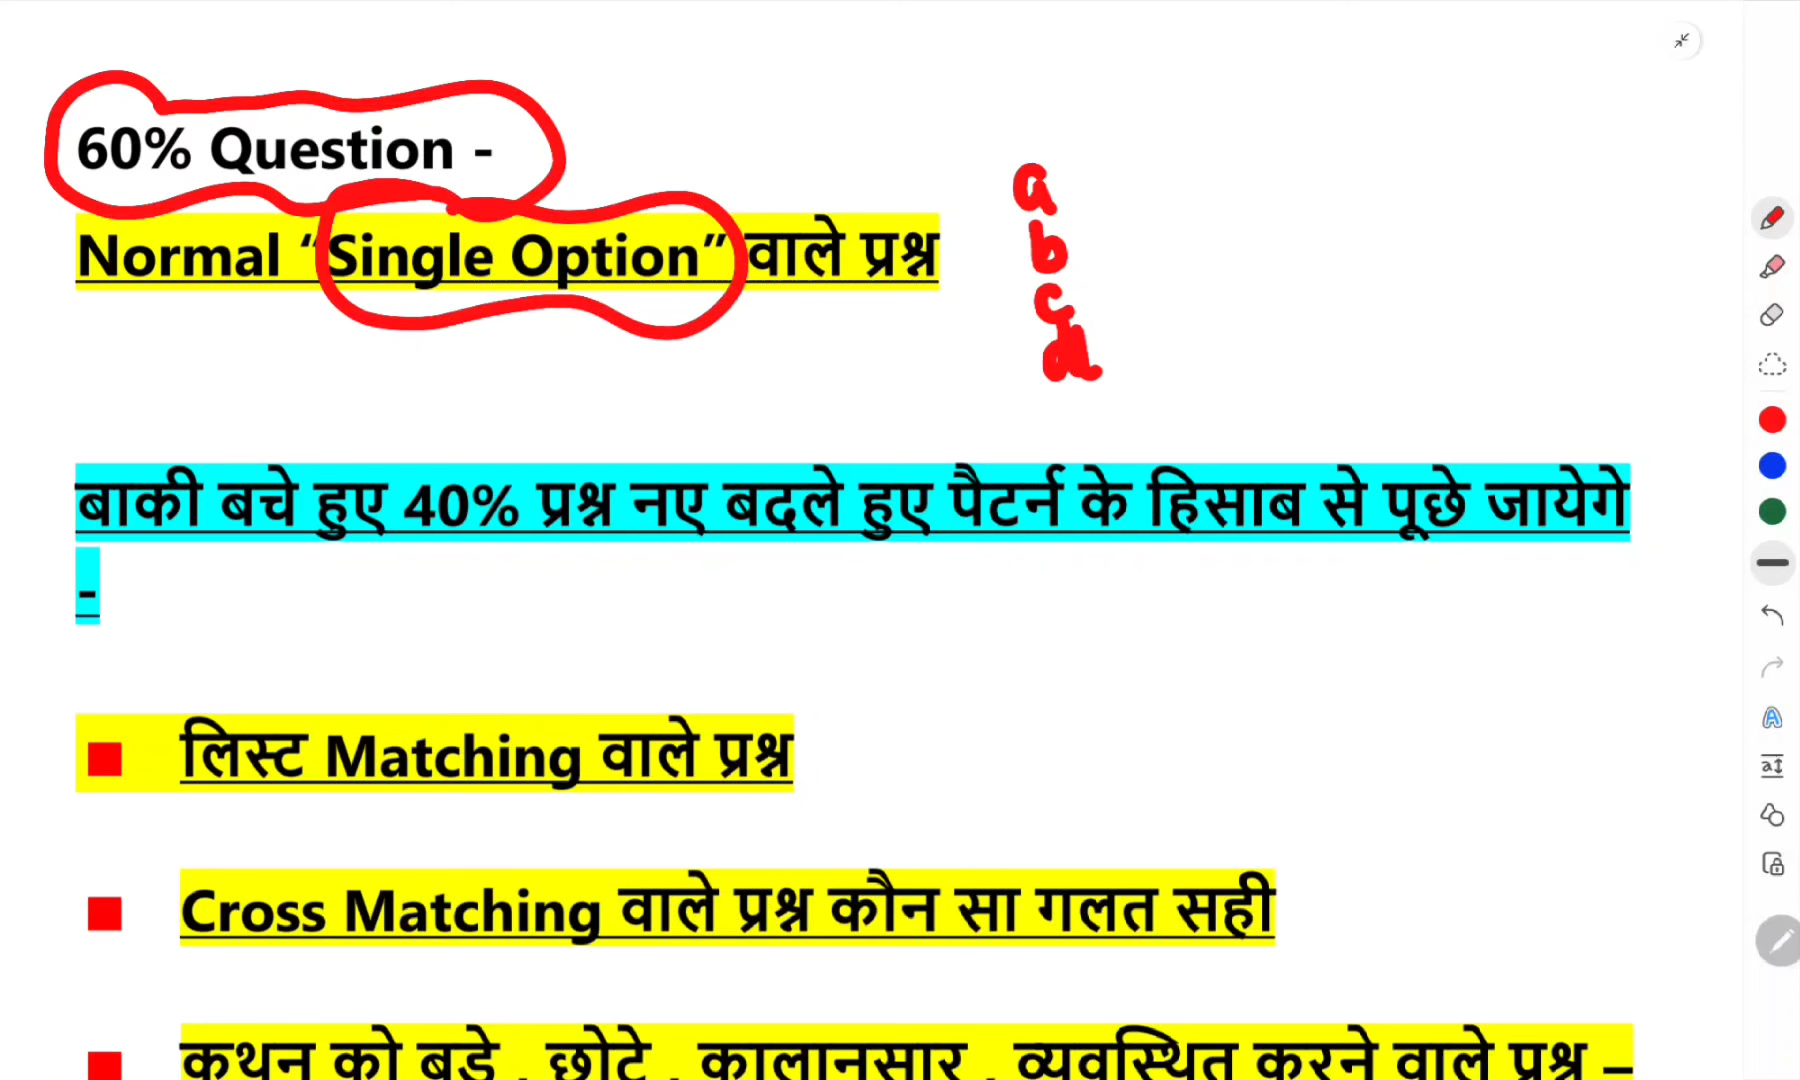 60% Question -
Normal “Single Option” वाले प्रश्न
a
b
c
d
बाकी बचे हुए 40% प्रश्न नए बदले हुए पैटर्न के हिसाब से पूछे जायेगे
-
लिस्ट Matching वाले प्रश्न
Cross Matching वाले प्रश्न कौन सा गलत सही
कथन को बड़े , छोटे , कालानुसार , व्यवस्थित करने वाले प्रश्न –